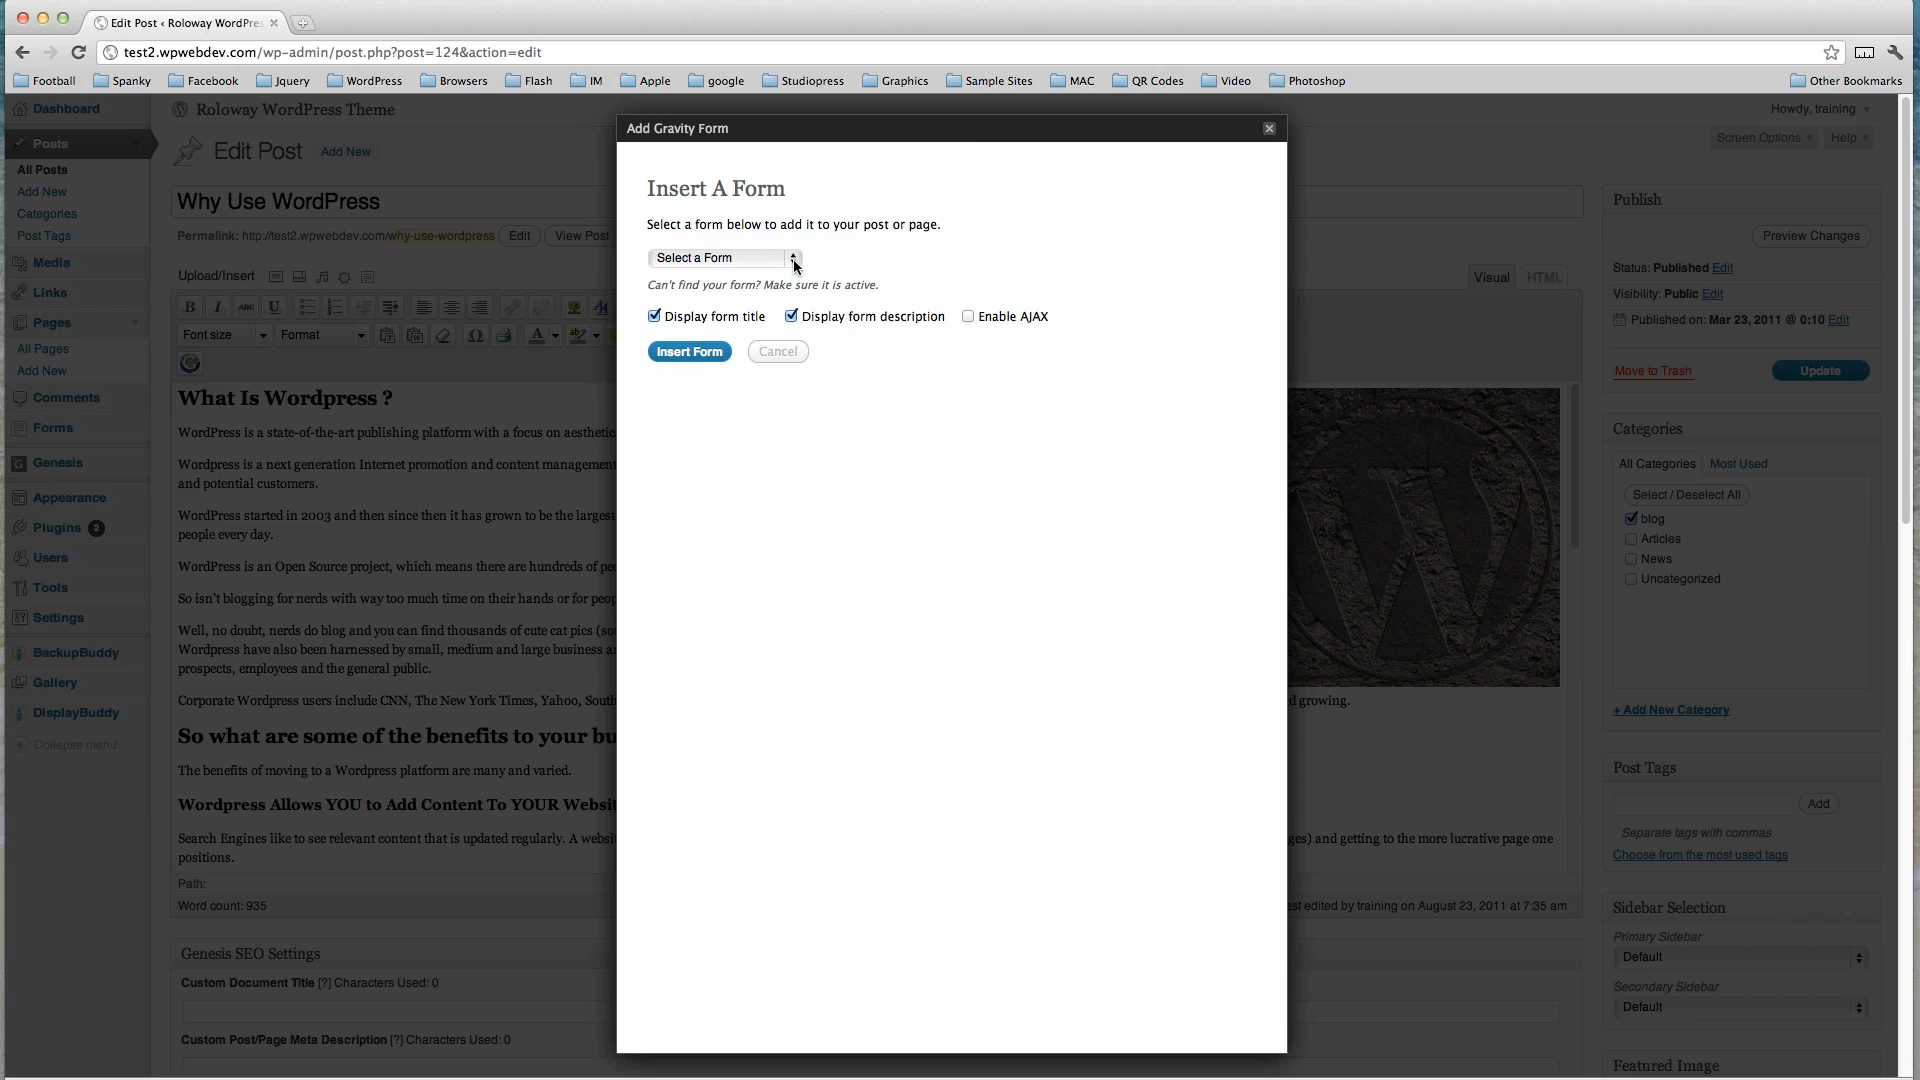 Edit Post ‹ Roloway WordPres
test2.wpwebdev.com/wp-admin/post.php?post=124&action=edit
Football Spanky Facebook Jquery WordPress Browsers Flash IM Apple google Studiopress Graphics Sample Sites MAC QR Codes Video Photoshop Other Bookmarks
Dashboard
Posts
All Posts
Add New
Categories
Post Tags
Media
Links
Pages
All Pages
Add New
Comments
Forms
Genesis
Appearance
Plugins 2
Users
Tools
Settings
BackupBuddy
Gallery
DisplayBuddy
Collapse menu
Roloway WordPress Theme
Howdy, training
Screen Options Help
Edit Post Add New
Why Use WordPress
Permalink: http://test2.wpwebdev.com/why-use-wordpress Edit View Post
Upload/Insert
Visual HTML
B I ABC U
Font size Format
What Is Wordpress ?
WordPress is a state-of-the-art publishing platform with a focus on aesthetic
Wordpress is a next generation Internet promotion and content management
and potential customers.
WordPress started in 2003 and then since then it has grown to be the largest
people every day.
WordPress is an Open Source project, which means there are hundreds of peo
So isn't blogging for nerds with way too much time on their hands or for peop
Well, no doubt, nerds do blog and you can find thousands of cute cat pics (so
Wordpress have also been harnessed by small, medium and large business a
prospects, employees and the general public.
Corporate Wordpress users include CNN, The New York Times, Yahoo, South
d growing.
So what are some of the benefits to your bu
The benefits of moving to a Wordpress platform are many and varied.
Wordpress Allows YOU to Add Content To YOUR Websit
Search Engines like to see relevant content that is updated regularly. A websi
ges) and getting to the more lucrative page one
positions.
Path:
Word count: 935
ast edited by training on August 23, 2011 at 7:35 am
Genesis SEO Settings
Custom Document Title [?] Characters Used: 0
Custom Post/Page Meta Description [?] Characters Used: 0
Add Gravity Form
Insert A Form
Select a form below to add it to your post or page.
Select a Form
Can't find your form? Make sure it is active.
Display form title Display form description Enable AJAX
Insert Form Cancel
Publish
Preview Changes
Status: Published Edit
Visibility: Public Edit
Published on: Mar 23, 2011 @ 0:10 Edit
Move to Trash Update
Categories
All Categories Most Used
Select / Deselect All
blog
Articles
News
Uncategorized
+ Add New Category
Post Tags
Add
Separate tags with commas
Choose from the most used tags
Sidebar Selection
Primary Sidebar
Default
Secondary Sidebar
Default
Featured Image